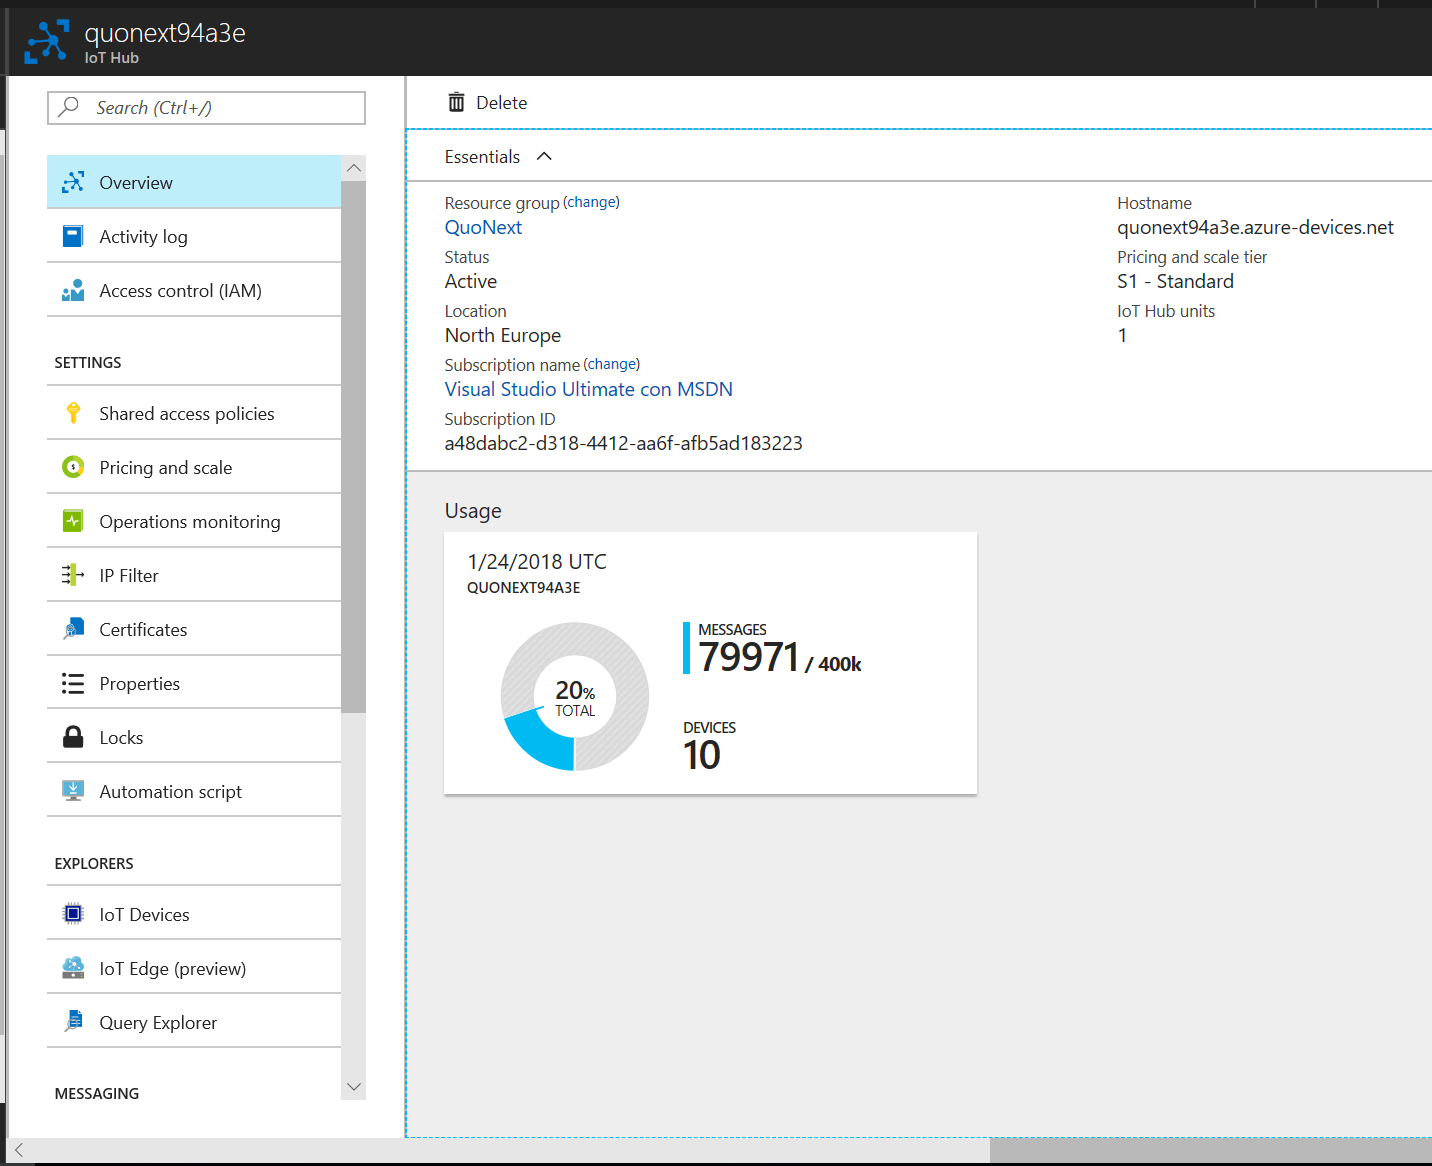 quonext94a3e
IoT Hub
Search (Ctrl+/)
Overview
Activity log
Access control (IAM)
SETTINGS
Shared access policies
Pricing and scale
Operations monitoring
IP Filter
Certificates
Properties
Locks
Automation script
EXPLORERS
IoT Devices
IoT Edge (preview)
Query Explorer
MESSAGING
Delete
Essentials
Resource group (change)
QuoNext
Status
Active
Location
North Europe
Subscription name (change)
Visual Studio Ultimate con MSDN
Subscription ID
a48dabc2-d318-4412-aa6f-afb5ad183223
Hostname
quonext94a3e.azure-devices.net
Pricing and scale tier
S1 - Standard
IoT Hub units
1
Usage
1/24/2018 UTC
QUONEXT94A3E
20%
TOTAL
MESSAGES
79971 / 400k
DEVICES
10